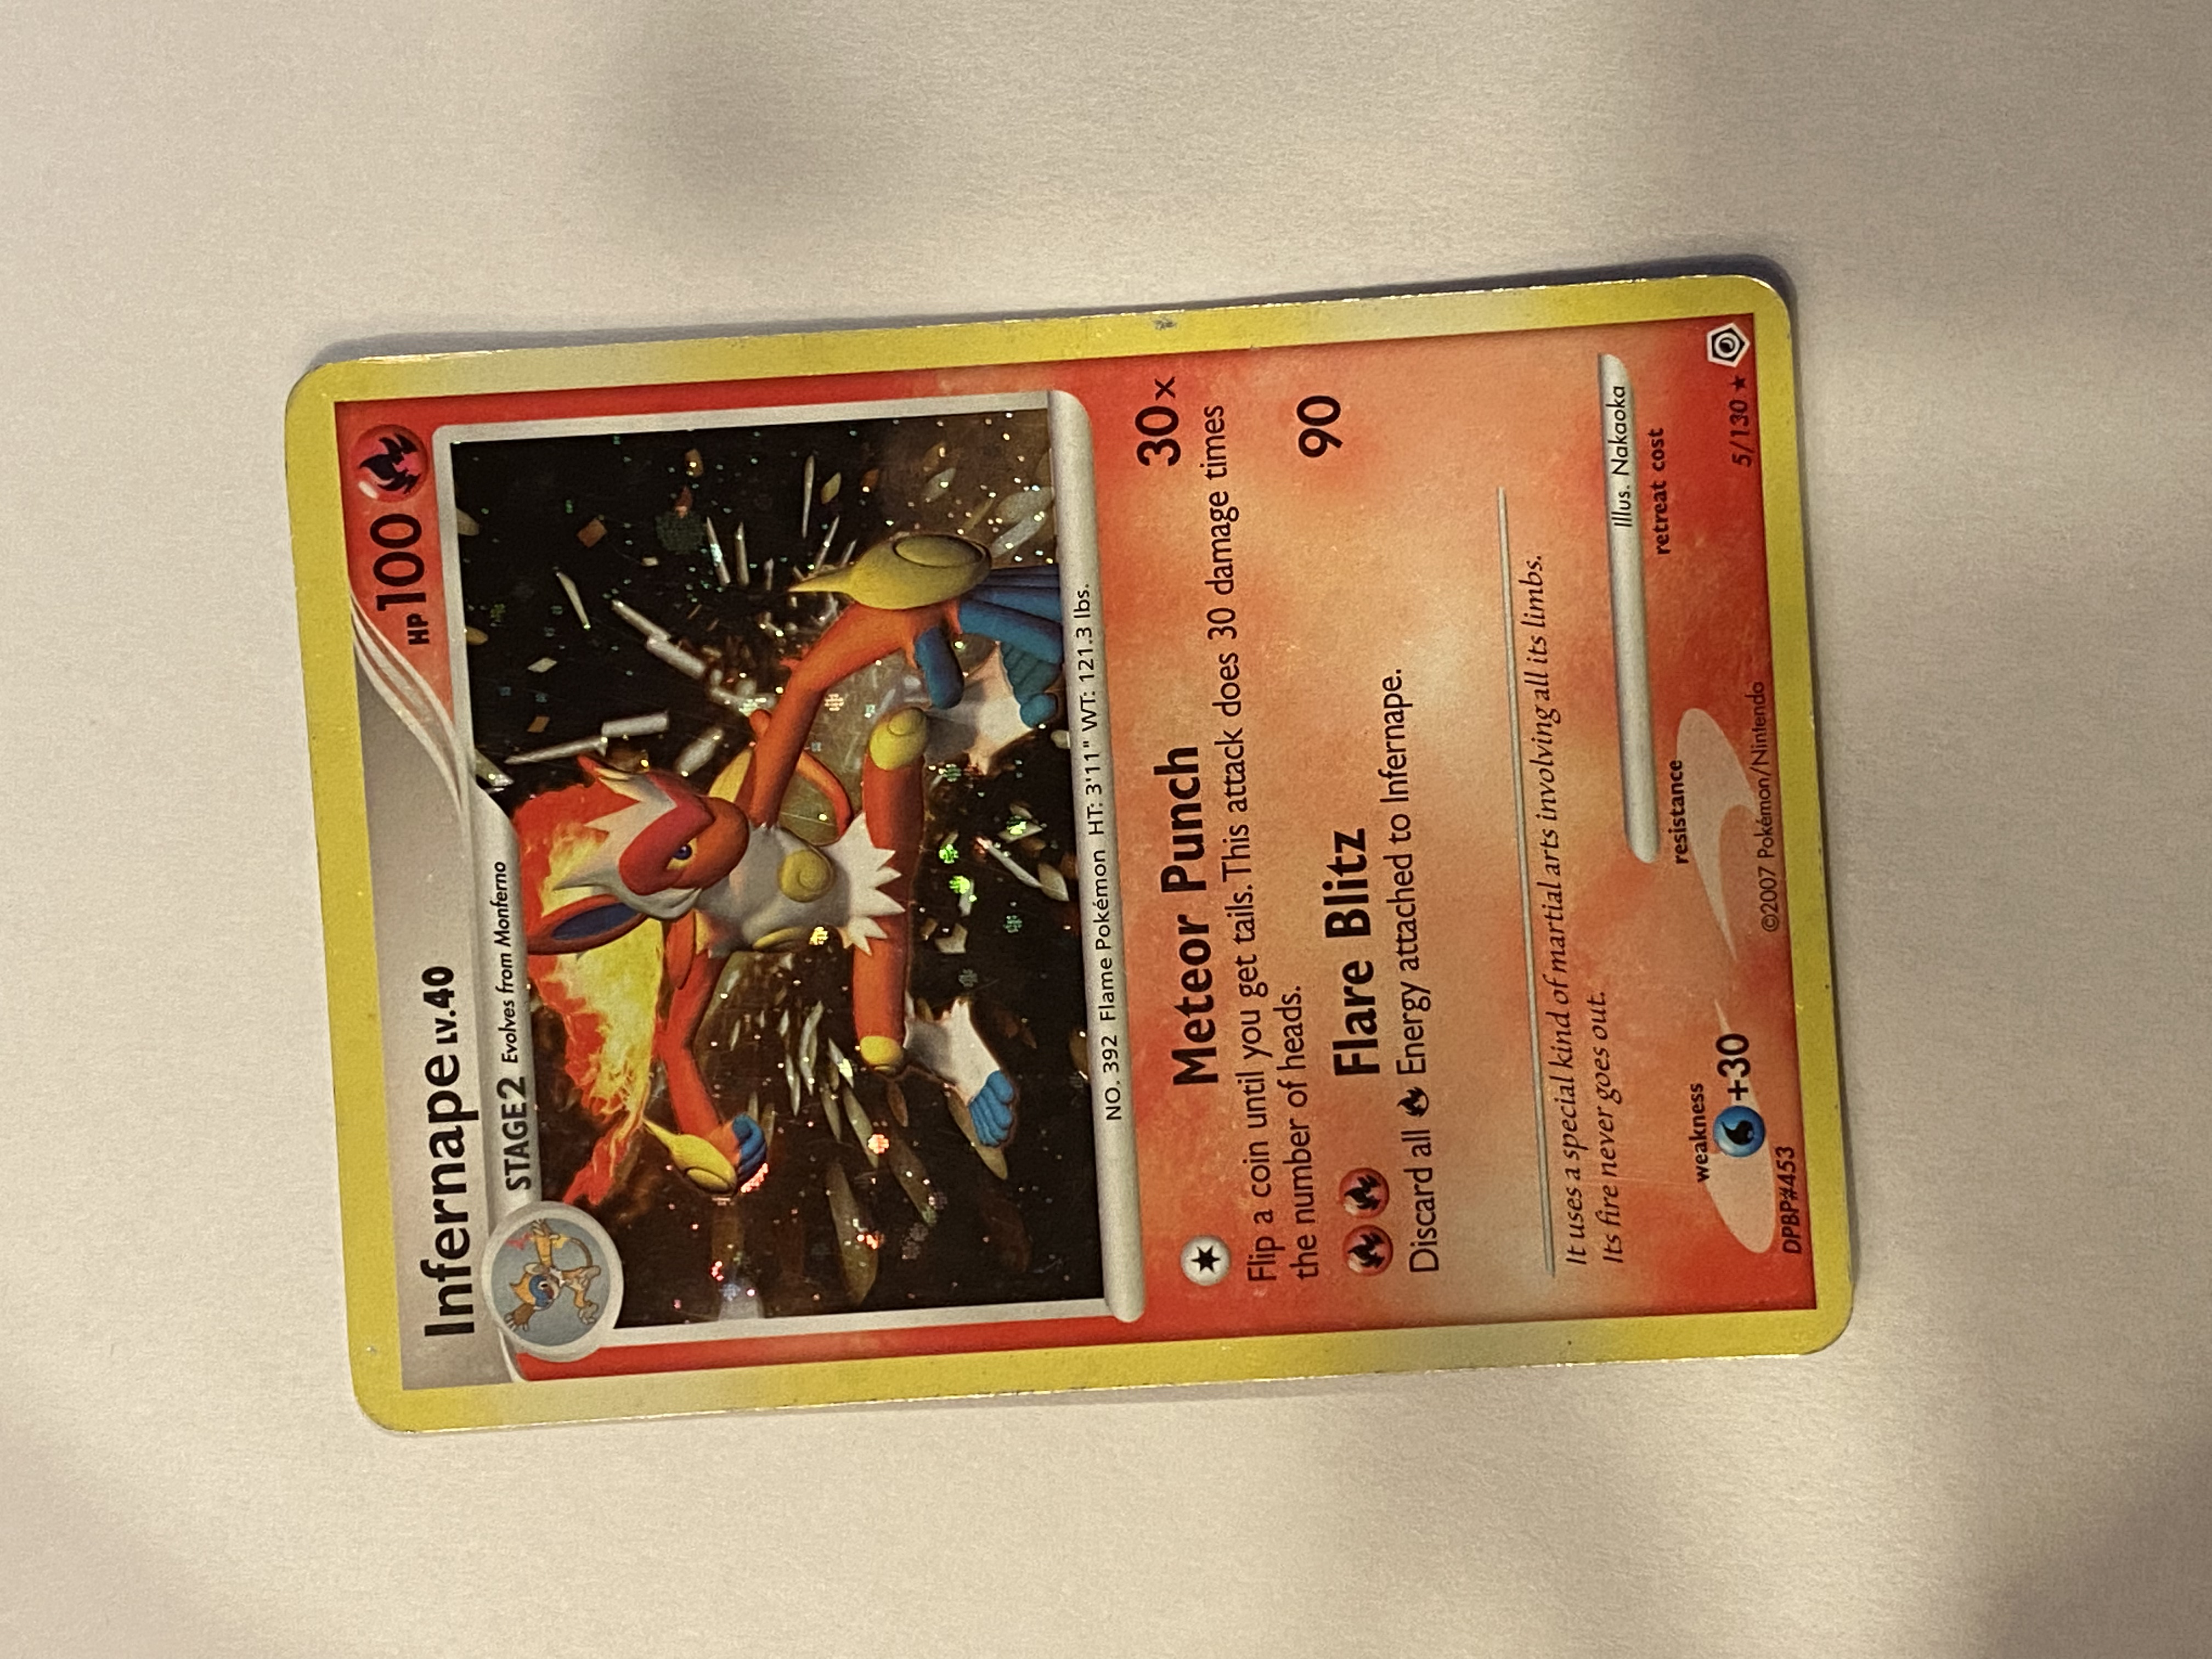 Infernape LV.40
HP 100
STAGE2 Evolves from Monferno
NO. 392 Flame Pokémon HT: 3'11" WT: 121.3 lbs.
Meteor Punch 30x
Flip a coin until you get tails. This attack does 30 damage times
the number of heads.
Flare Blitz 90
Discard all Energy attached to Infernape.
It uses a special kind of martial arts involving all its limbs.
Its fire never goes out.
Illus. Nakaoka
weakness resistance retreat cost
+30
5/130 ★
DPBP#453 ©2007 Pokémon/Nintendo